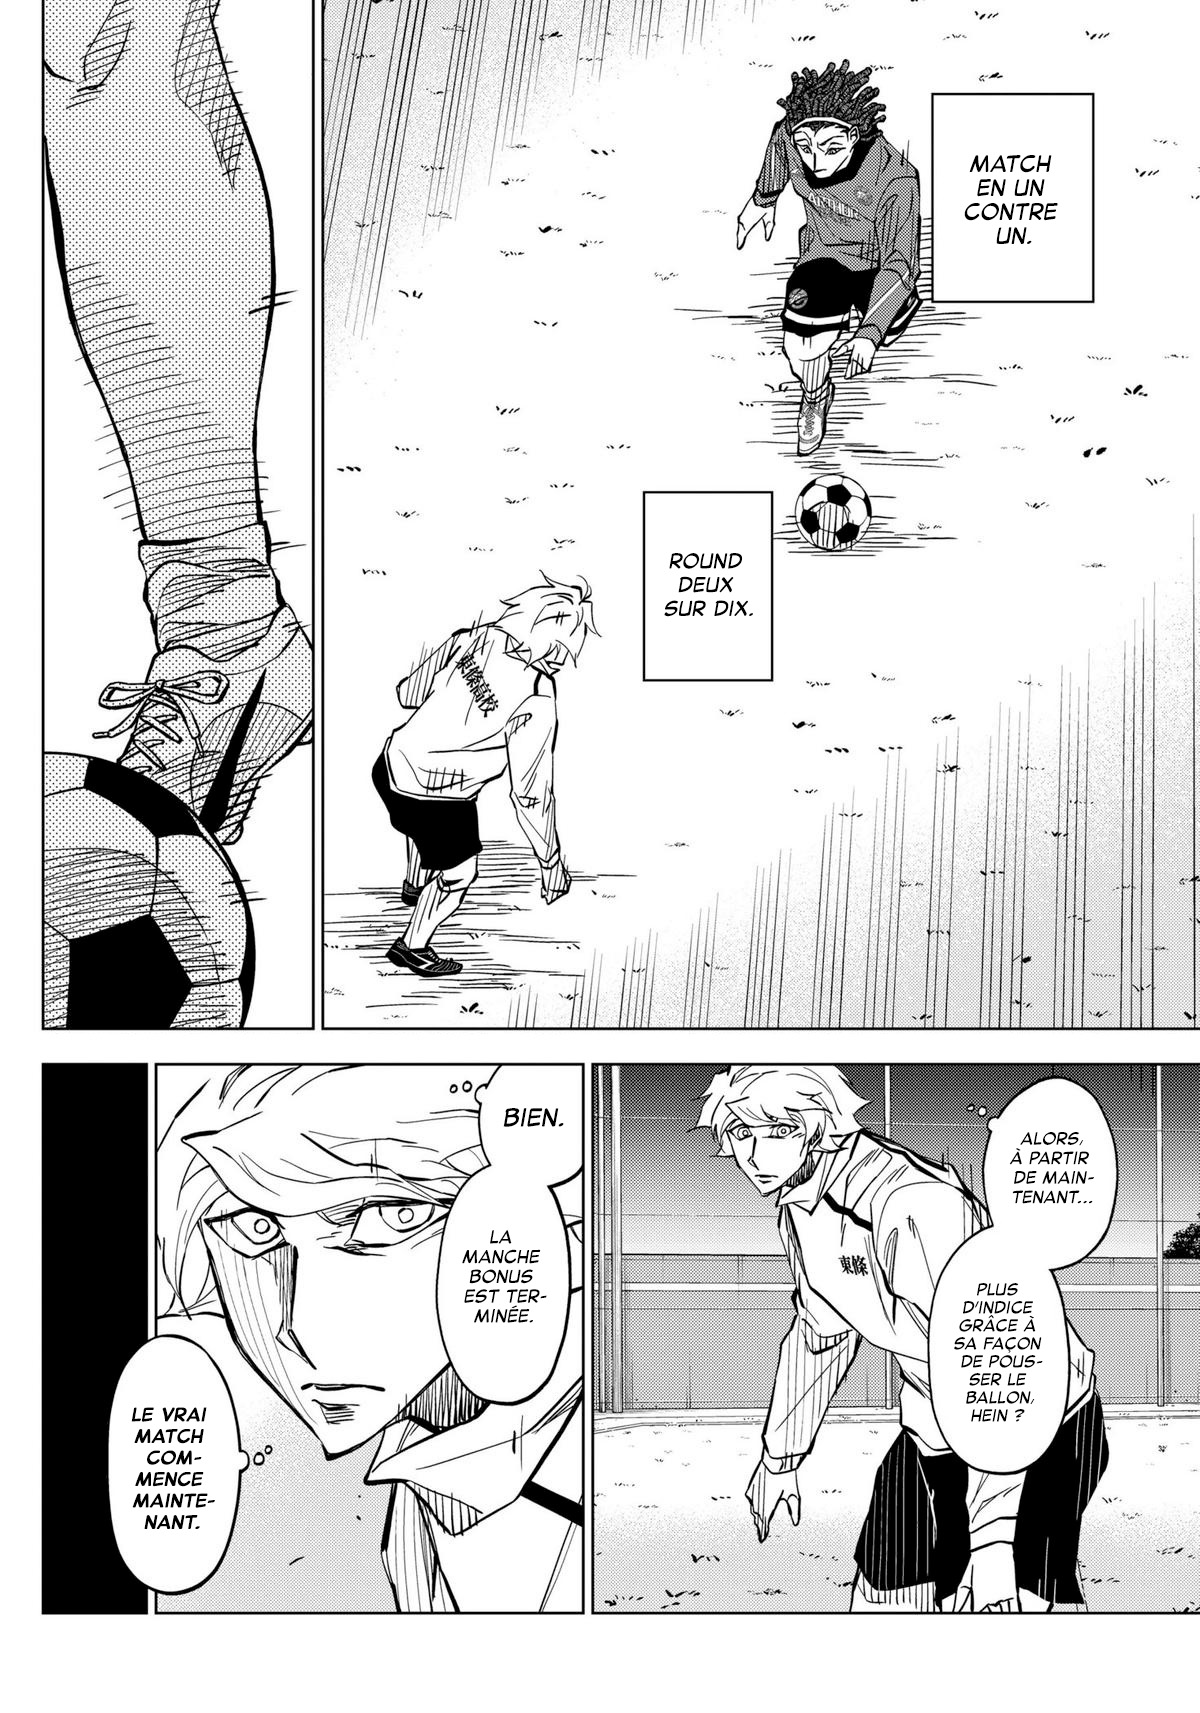 MATCH
EN UN
CONTRE
UN.
ROUND
DEUX
SUR DIX.
東條高校
ALORS,
À PARTIR
DE MAIN-
TENANT...
PLUS
D'INDICE
GRÂCE À
SA FAÇON
DE POUS-
SER LE
BALLON,
HEIN ?
東條
BIEN.
LA
MANCHE
BONUS
EST TER-
MINÉE.
LE VRAI
MATCH
COM-
MENCE
MAINTE-
NANT.